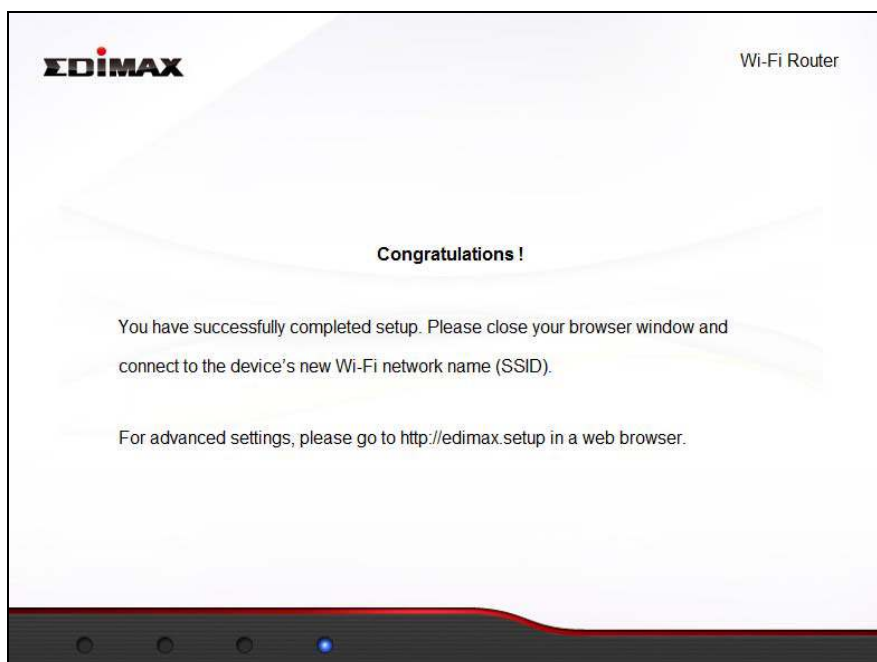 EDIMAX
Wi-Fi Router
Congratulations !
You have successfully completed setup. Please close your browser window and
connect to the device's new Wi-Fi network name (SSID).
For advanced settings, please go to http://edimax.setup in a web browser.